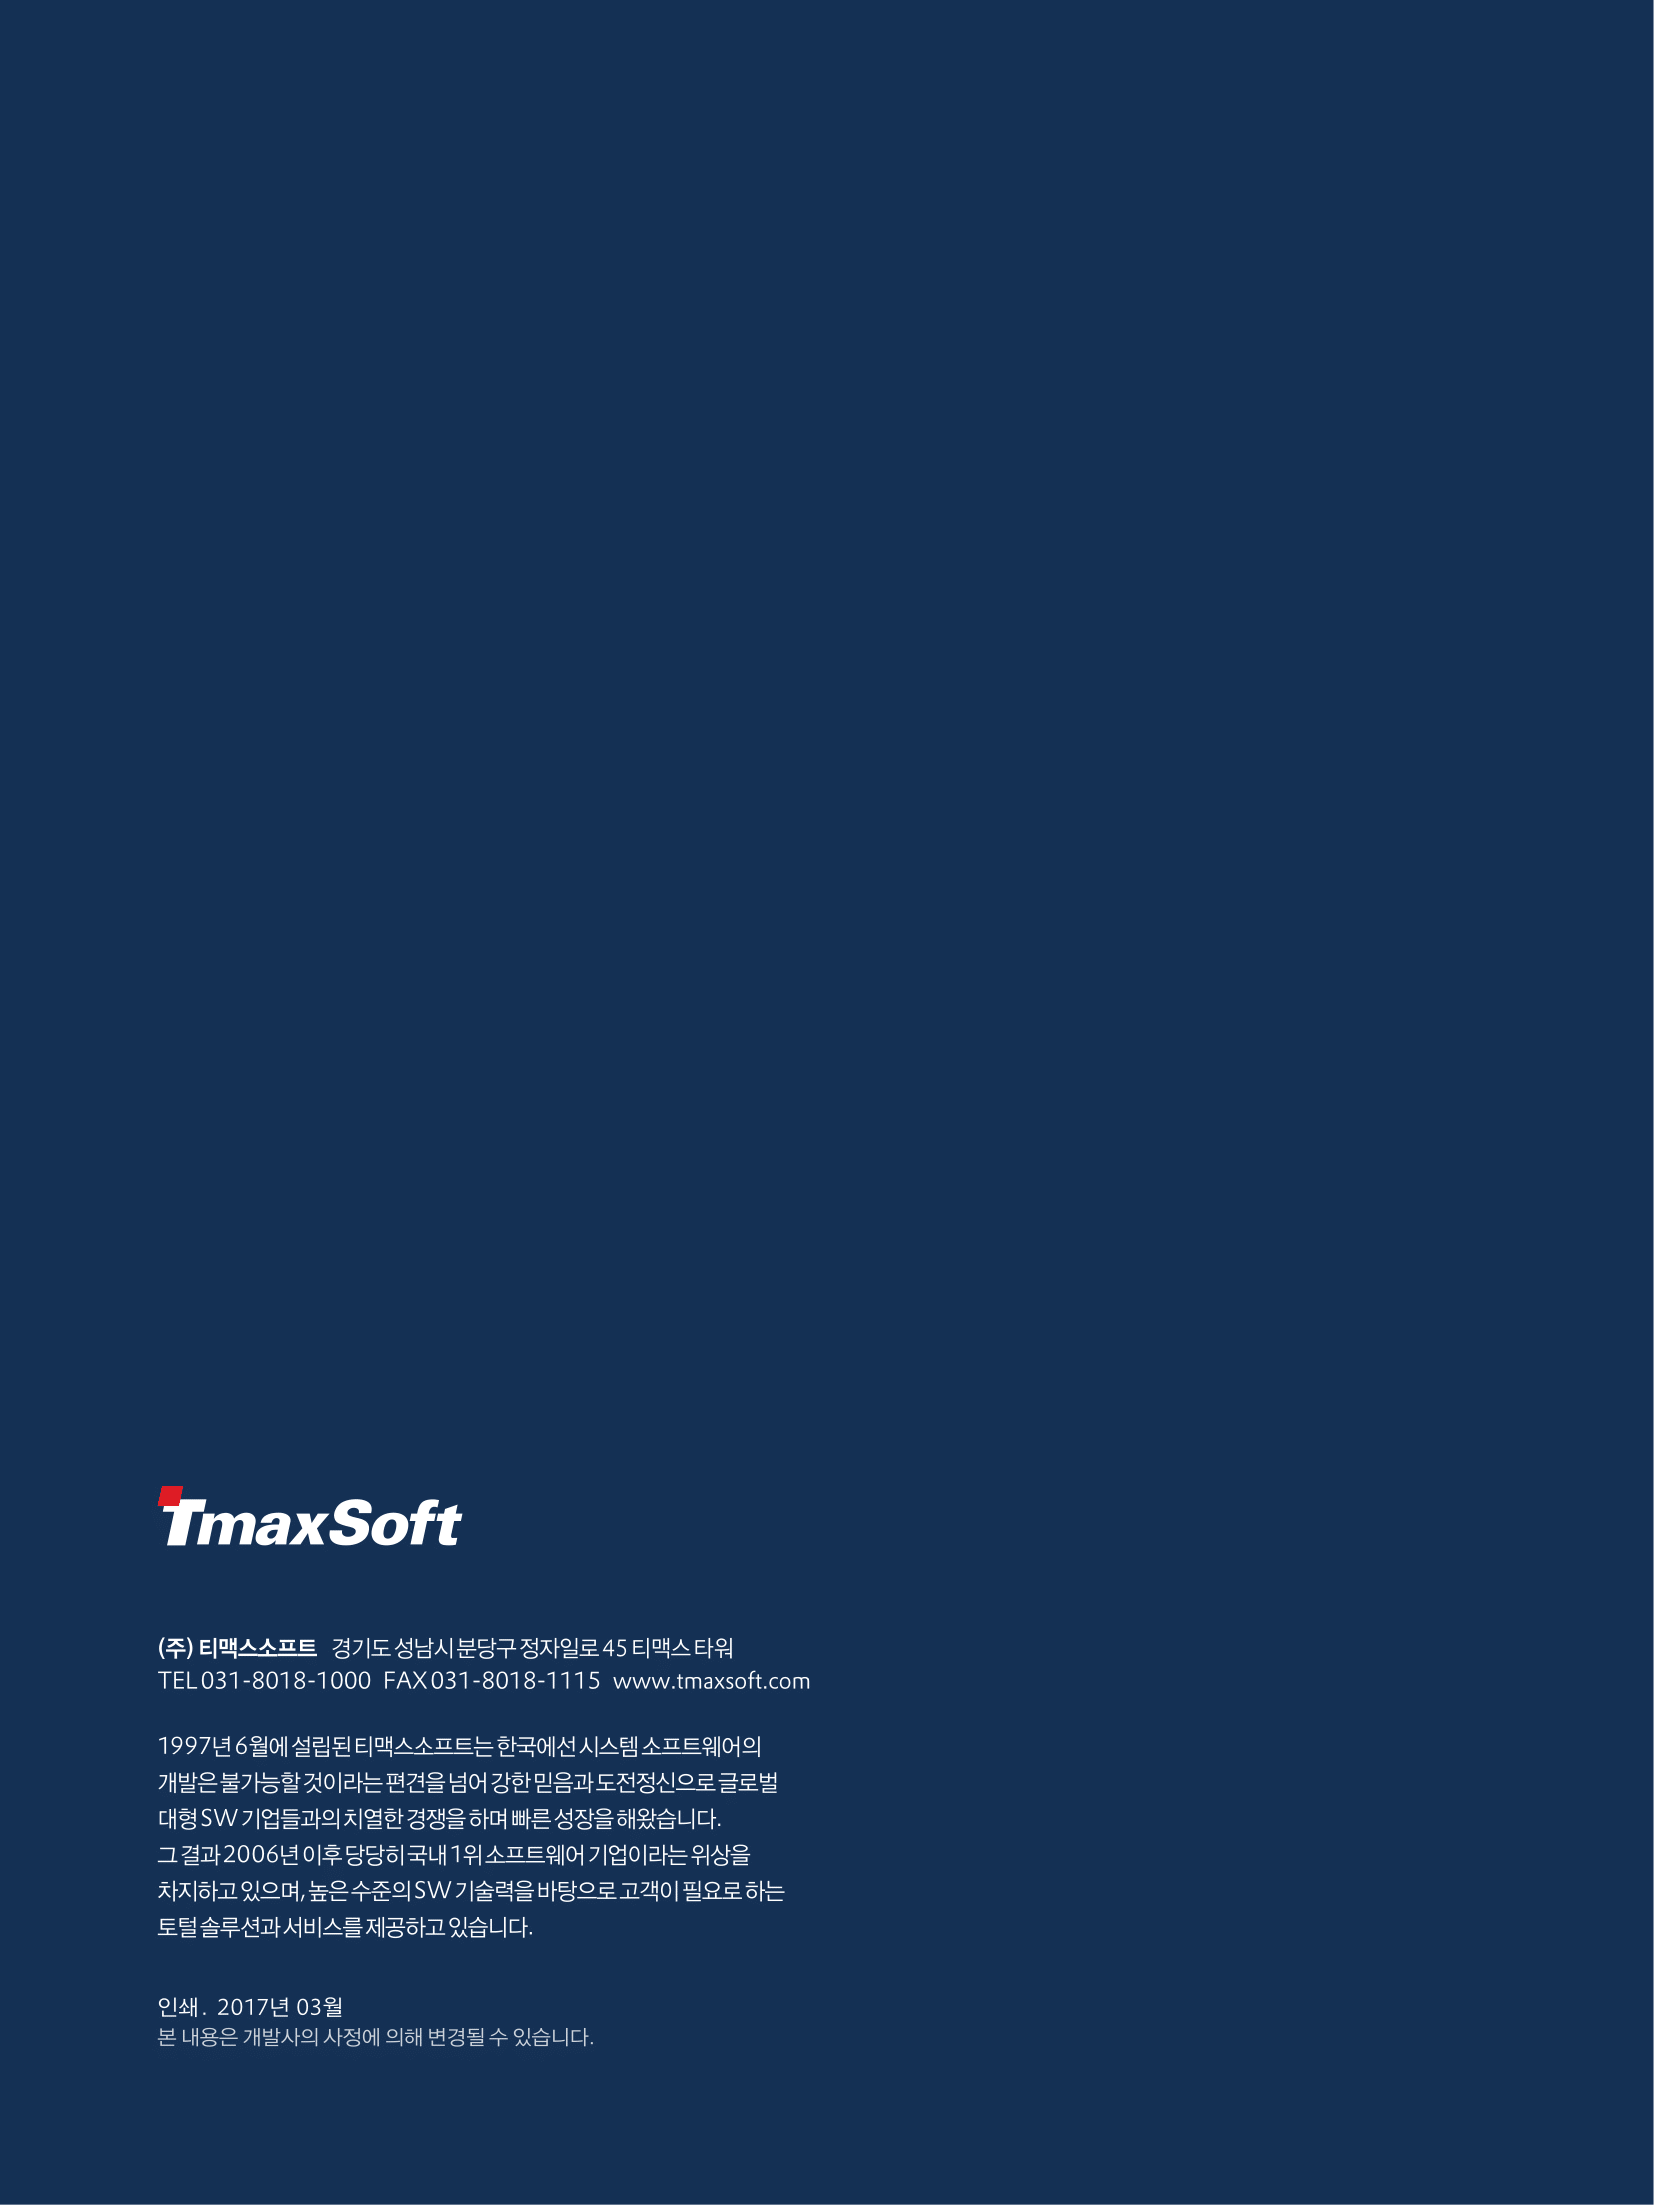 TmaxSoft
(주) 티맥스소프트 경기도 성남시 분당구 정자일로 45 티맥스 타워
TEL 031-8018-1000 FAX 031-8018-1115 www.tmaxsoft.com
1997년 6월에 설립된 티맥스소프트는 한국에선 시스템 소프트웨어의
개발은 불가능할 것이라는 편견을 넘어 강한 믿음과 도전정신으로 글로벌
대형 SW 기업들과의 치열한 경쟁을 하며 빠른 성장을 해왔습니다.
그 결과 2006년 이후 당당히 국내 1위 소프트웨어 기업이라는 위상을
차지하고 있으며, 높은 수준의 SW 기술력을 바탕으로 고객이 필요로 하는
토털 솔루션과 서비스를 제공하고 있습니다.
인쇄. 2017년 03월
본 내용은 개발사의 사정에 의해 변경될 수 있습니다.